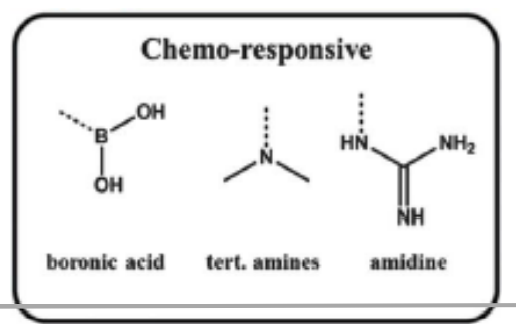 Chemo-responsive
OH
B
OH
N
HN
NH2
NH
boronic acid
tert. amines
amidine